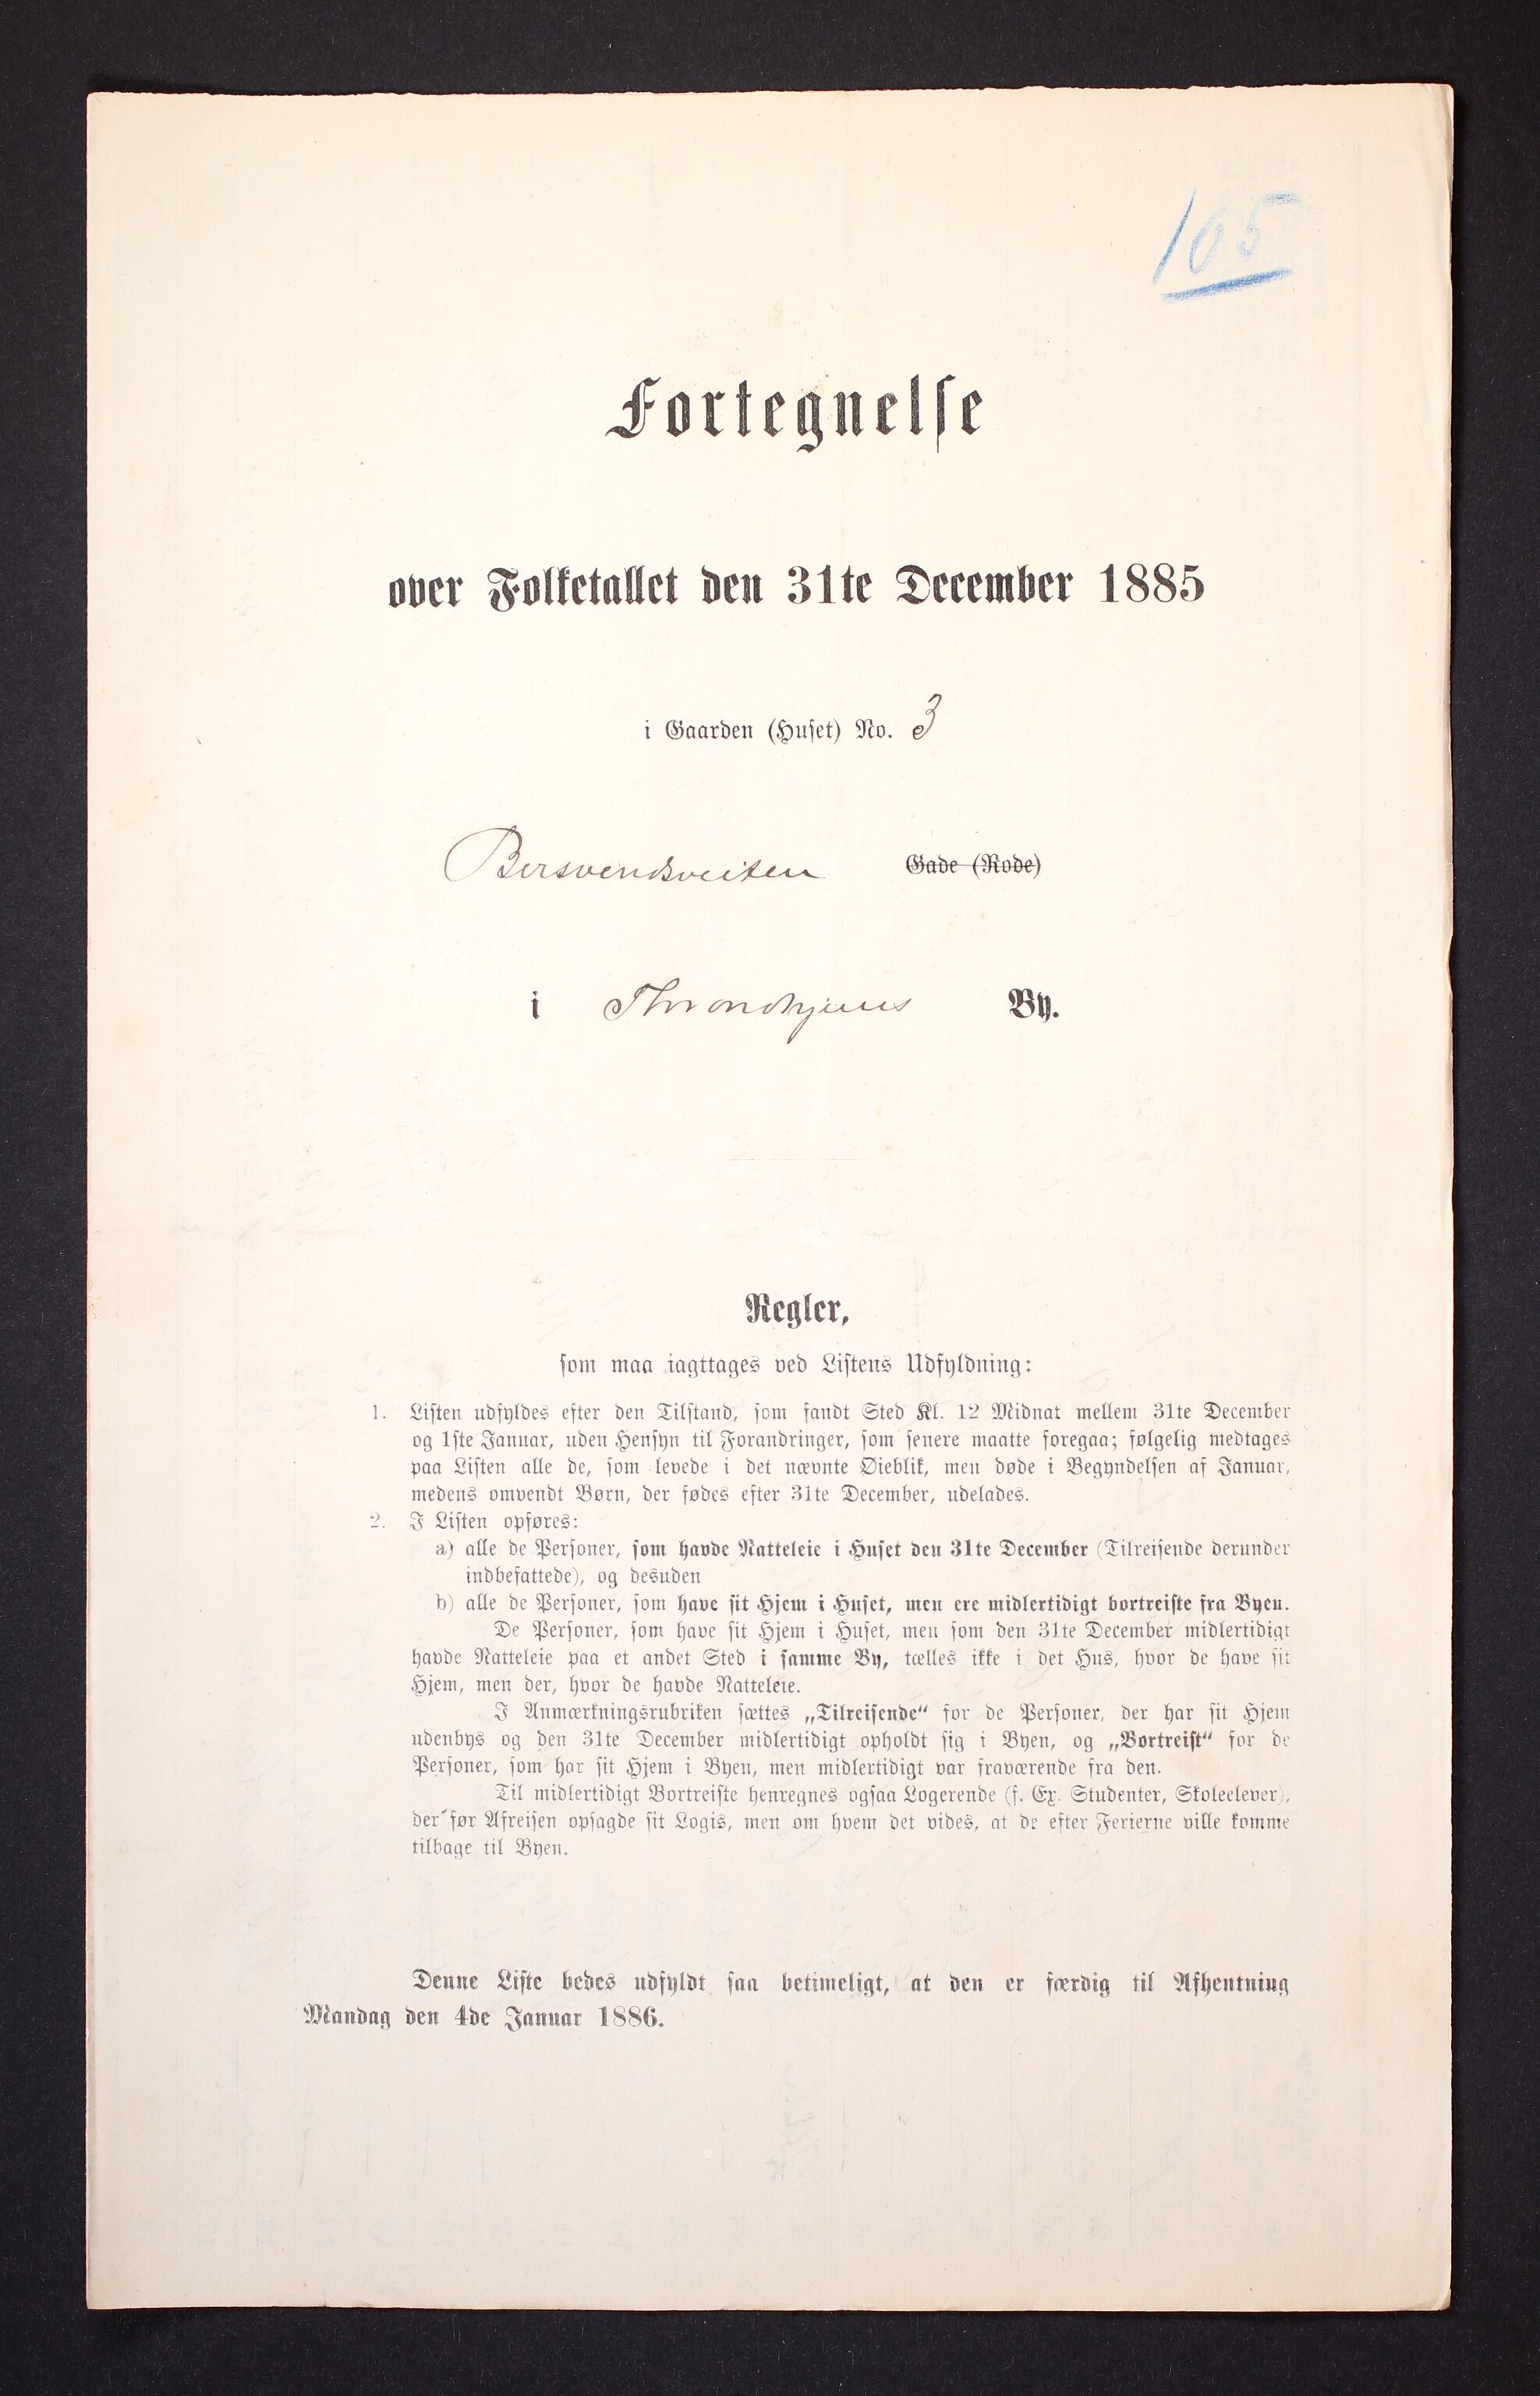 105
Fortegnelse
over Folketallet den 31te December 1885
i Gaarden (Huset) No. 3
Bersvendsveiten Gade (Rode)
i Throndhjems By.
Regler,
som maa iagttages ved Listens Udfyldning:
1. Listen udfyldes efter den Tilstand, som fandt Sted Kl. 12 Midnat mellem 31te December
og 1ste Januar, uden Hensyn til Forandringer, som senere maatte foregaa; følgelig medtages
paa Listen alle de, som levede i det nævnte Øieblik, men døde i Begyndelsen af Januar,
medens omvendt Børn, der fødes efter 31te December, udelades.
2. I Listen opføres:
a) alle de Personer, som havde Natteleie i Huset den 31te December (Tilreisende derunder
indbefattede), og desuden
b) alle de Personer, som have sit Hjem i Huset, men ere midlertidigt bortreiste fra Byen.
De Personer, som have sit Hjem i Huset, men som den 31te December midlertidigt
havde Natteleie paa et andet Sted i samme By, tælles ikke i det Hus, hvor de have sit
Hjem, men der, hvor de havde Natteleie.
I Anmærkningsrubriken sættes „Tilreisende“ for de Personer, der har sit Hjem
udenbys og den 31te December midlertidigt opholdt sig i Byen, og „Bortreist“ for de
Personer, som har sit Hjem i Byen, men midlertidigt var fraværende fra den.
Til midlertidigt Bortreiste henregnes ogsaa Logerende (f. Ex. Studenter, Skoleelever),
der før Afreisen opsagde sit Logis, men om hvem det vides, at de efter Ferierne ville komme
tilbage til Byen.
Denne Liste bedes udfyldt saa betimeligt, at den er færdig til Afhentning
Mandag den 4de Januar 1886.